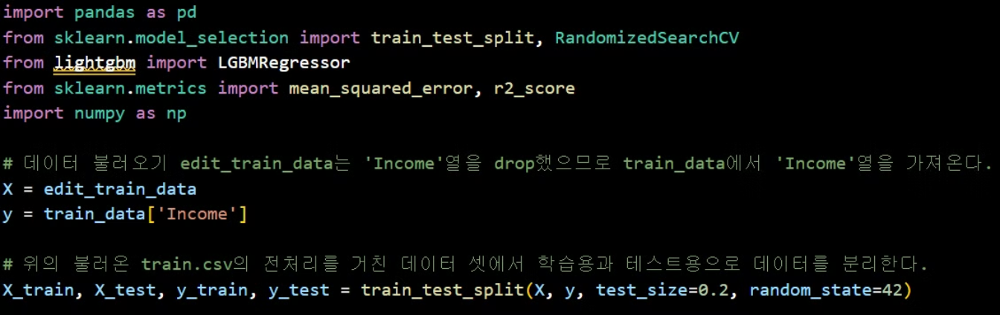 import pandas as pd
from sklearn.model_selection import train_test_split, RandomizedSearchCV
from lightgbm import LGBMRegressor
from sklearn.metrics import mean_squared_error, r2_score
import numpy as np
# 데이터 불러오기 edit_train_data는 'Income'열을 drop했으므로 train_data에서 'Income'열을 가져온다.
X = edit_train_data
y = train_data['Income']
# 위의 불러온 train.csv의 전처리를 거친 데이터 셋에서 학습용과 테스트용으로 데이터를 분리한다.
X_train, X_test, y_train, y_test = train_test_split(X, y, test_size=0.2, random_state=42)